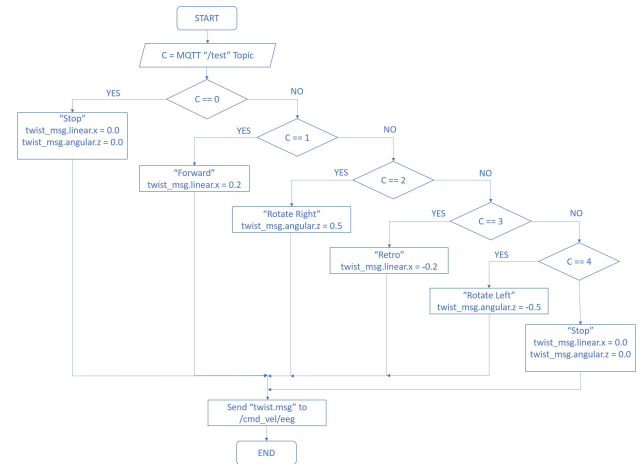 START
C = MQTT “/test” Topic
YES
C == 0
NO
“Stop”
twist_msg.linear.x = 0.0
twist_msg.angular.z = 0.0
YES
C == 1
NO
“Forward”
twist_msg.linear.x = 0.2
YES
C == 2
NO
“Rotate Right”
twist_msg.angular.z = 0.5
YES
C == 3
NO
“Retro”
twist_msg.linear.x = -0.2
YES
C == 4
“Rotate Left”
twist_msg.angular.z = -0.5
“Stop”
twist_msg.linear.x = 0.0
twist_msg.angular.z = 0.0
Send “twist.msg” to
/cmd_vel/eeg
END